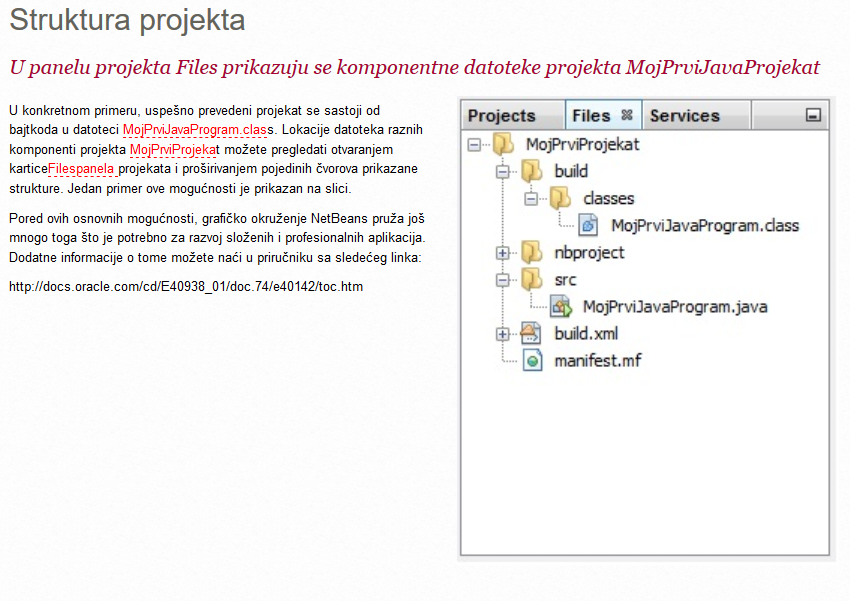 Struktura projekta
U panelu projekta Files prikazuju se komponentne datoteke projekta MojPrviJavaProjekat
U konkretnom primeru, uspešno prevedeni projekat se sastoji od
bajtkoda u datoteci MojPrviJavaProgram.class. Lokacije datoteka raznih
komponenti projekta MojPrviProjekat možete pregledati otvaranjem
karticeFilespanela projekata i proširivanjem pojedinih čvorova prikazane
strukture. Jedan primer ove mogućnosti je prikazan na slici.
Pored ovih osnovnih mogućnosti, grafičko okruženje NetBeans pruža još
mnogo toga što je potrebno za razvoj složenih i profesionalnih aplikacija.
Dodatne informacije o tome možete naći u priručniku sa sledećeg linka:
http://docs.oracle.com/cd/E40938_01/doc.74/e40142/toc.htm
Projects Files Services
MojPrviProjekat
build
classes
MojPrviJavaProgram.class
nbproject
src
MojPrviJavaProgram.java
build.xml
manifest.mf